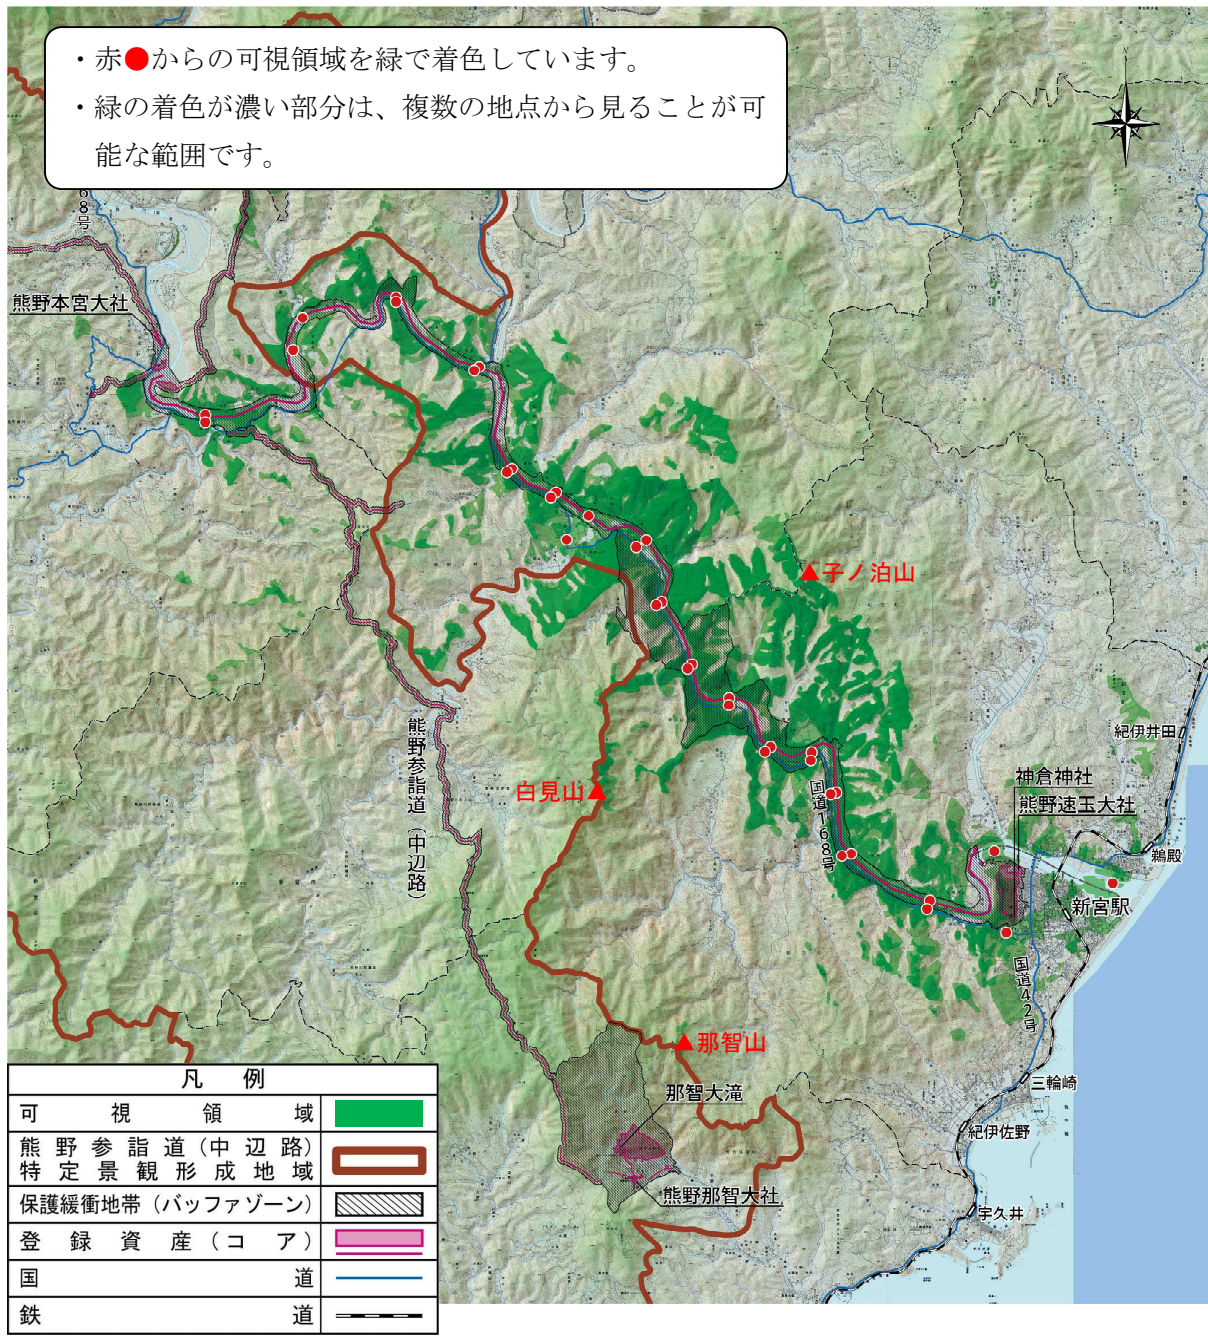 ・赤●からの可視領域を緑で着色しています。
・緑の着色が濃い部分は、複数の地点から見ることが可
能な範囲です。
68号
熊野本宮大社
子ノ泊山
熊野参詣道（中辺路）
白見山
国道168号
紀伊井田
神倉神社
熊野速玉大社
鵜殿
新宮駅
国道42号
那智山
三輪崎
那智大滝
紀伊佐野
熊野那智大社
宇久井
凡例
可視領域
熊野参詣道(中辺路)
特定景観形成地域
保護緩衝地帯(バッファゾーン)
登録資産(コア)
国道
鉄道